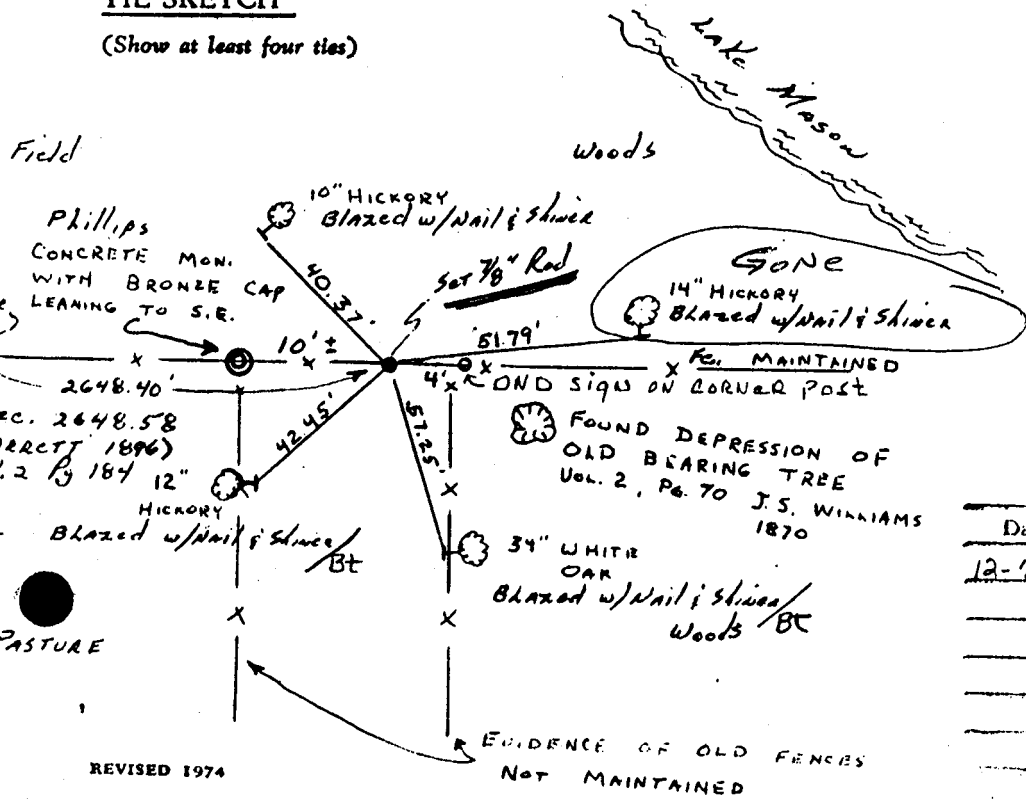 TIE SKETCH
(Show at least four ties)
LAKE MASON
Field
Woods
10" HICKORY
BLAZED w/NAIL & Shiner
Phillips
CONCRETE MON.
WITH BRONZE CAP
LEANING TO S.E.
Set 7/8" Rod
GONE
14" HICKORY
BLAZED w/NAIL & Shiner
40.37'
10' ±
51.79'
Fe. MAINTAINED
2648.40'
4'
DND SIGN ON CORNER POST
2648.58
1896)
2 Pg 184
42.45'
57.25'
FOUND DEPRESSION OF
OLD BEARING TREE
VOL. 2, PG. 70 J.S. WILLIAMS
1870
12"
HICKORY
BLAZED w/NAIL & Shiner/
Bt
34" WHITE
OAK
BLAZED w/NAIL & Shiner/
Woods Bt
PASTURE
EVIDENCE OF OLD FENCES
NOT MAINTAINED
REVISED 1974